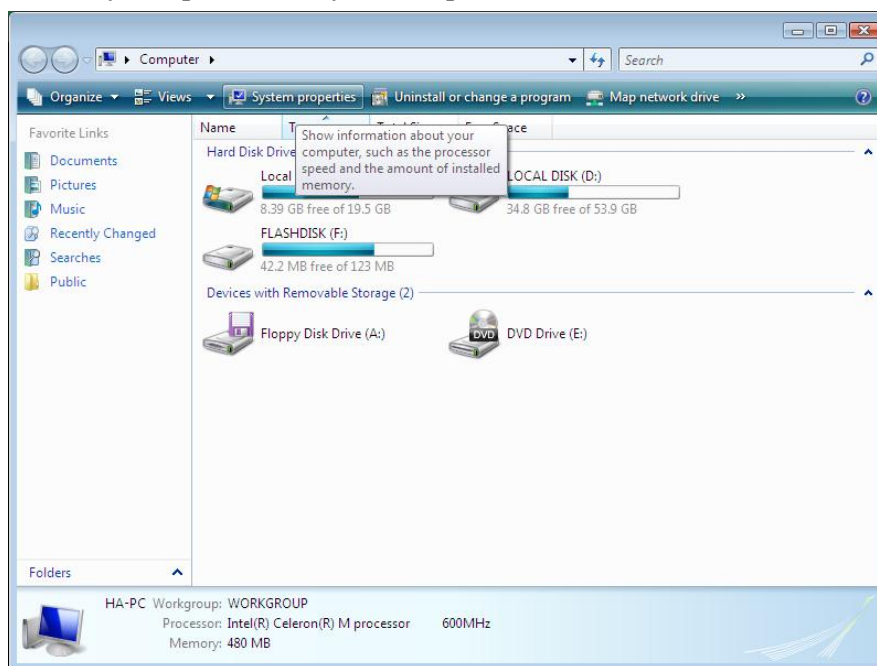 Computer
Search
Organize Views System properties Uninstall or change a program Map network drive »
Favorite Links
Documents
Pictures
Music
Recently Changed
Searches
Public
Folders
Name
Show information about your
computer, such as the processor
speed and the amount of installed
memory.
Hard Disk
Local LOCAL DISK (D:)
8.39 GB free of 19.5 GB 34.8 GB free of 53.9 GB
FLASHDISK (F:)
42.2 MB free of 123 MB
Devices with Removable Storage (2)
Floppy Disk Drive (A:) DVD DVD Drive (E:)
HA-PC Workgroup: WORKGROUP
Processor: Intel(R) Celeron(R) M processor 600MHz
Memory: 480 MB